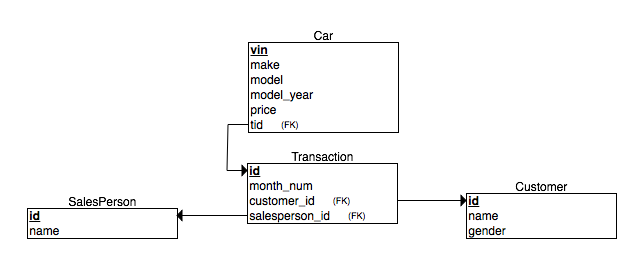 Car
vin
make
model
model_year
price
tid (FK)
Transaction
id
month_num
customer_id (FK)
salesperson_id (FK)
SalesPerson
id
name
Customer
id
name
gender